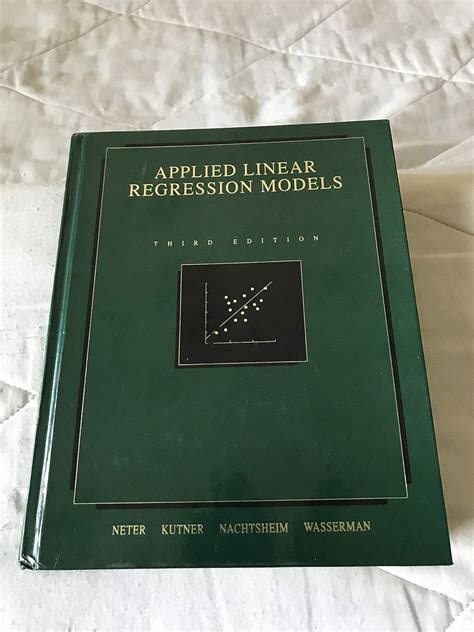 APPLIED LINEAR
REGRESSION MODELS
THIRD EDITION
NETER KUTNER NACHTSHEIM WASSERMAN